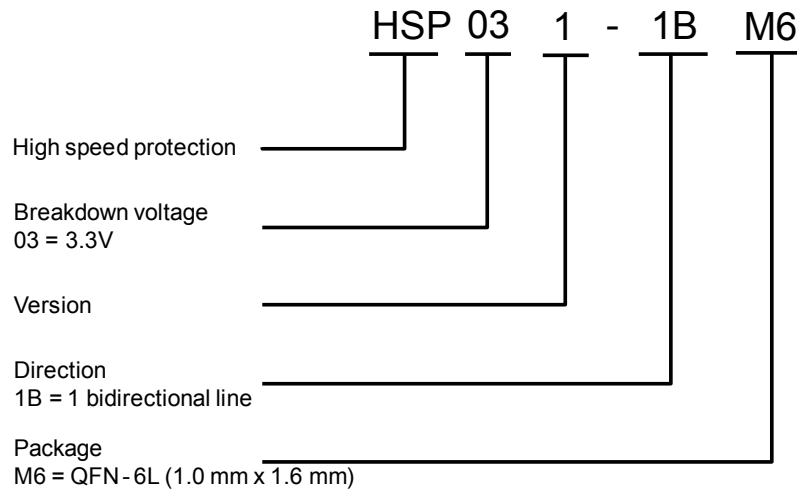 HSP 03 1 - 1B M6
High speed protection
Breakdown voltage
03 = 3.3V
Version
Direction
1B = 1 bidirectional line
Package
M6 = QFN-6L (1.0 mm x 1.6 mm)